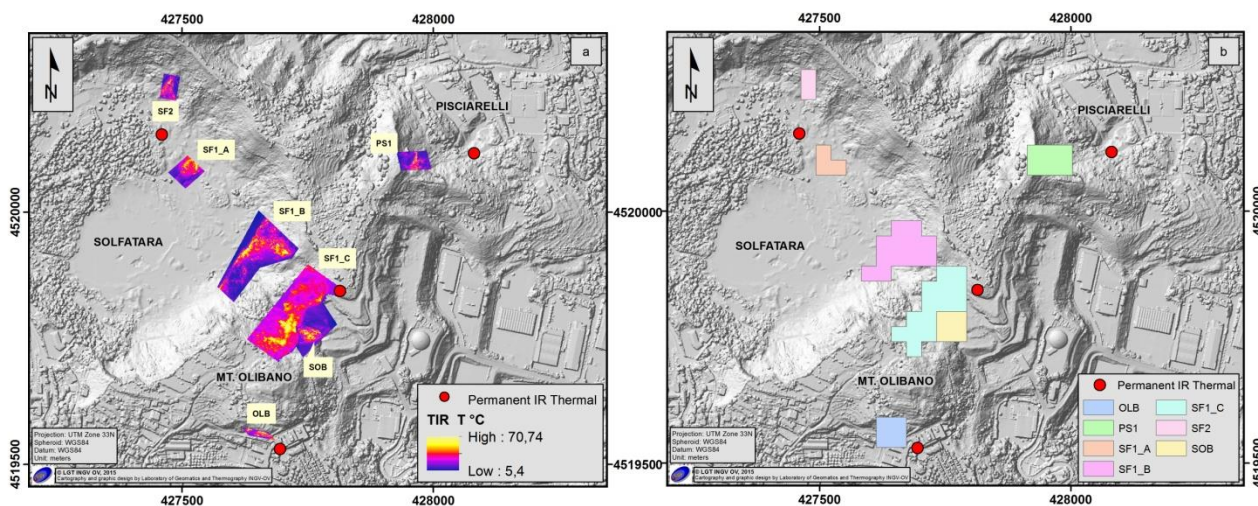 427500
428000
a
N
PISCIARELLI
SF2
SF1_A
PS1
4520000
SF1_B
SOLFATARA
SF1_C
MT. OLIBANO
SOB
OLB
Permanent IR Thermal
TIR T °C
High : 70,74
Low : 5,4
4519500
Projection: UTM Zone 33N
Spheroid: WGS84
Datum: WGS84
Unit: meters
© LGT INGV OV, 2015
Cartography and graphic design by Laboratory of Geomatics and Thermography INGV-OV
427500
428000
427500
428000
b
N
PISCIARELLI
4520000
4520000
SOLFATARA
MT. OLIBANO
Permanent IR Thermal
OLB
SF1_C
PS1
SF2
SF1_A
SOB
SF1_B
4519500
4519500
Projection: UTM Zone 33N
Spheroid: WGS84
Datum: WGS84
Unit: meters
© LGT INGV OV, 2015
Cartography and graphic design by Laboratory of Geomatics and Thermography INGV-OV
427500
428000